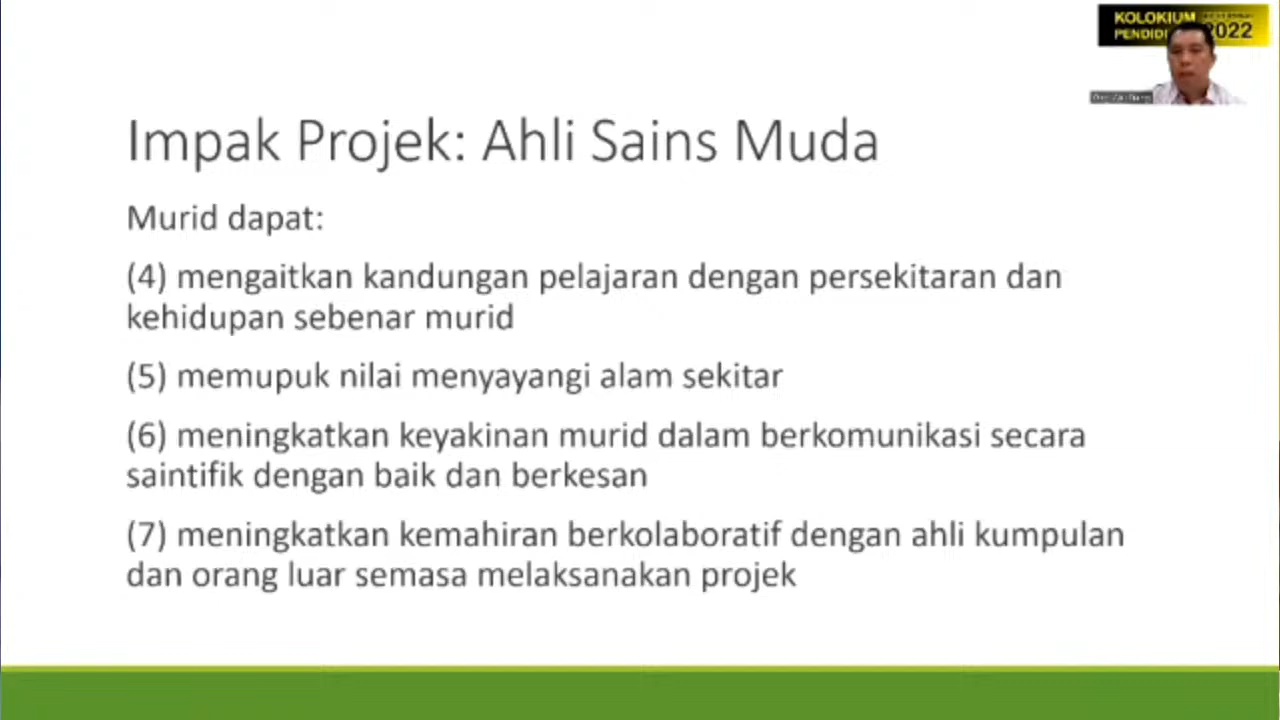 KOLOKIUM
2022
Impak Projek: Ahli Sains Muda
Murid dapat:
(4) mengaitkan kandungan pelajaran dengan persekitaran dan
kehidupan sebenar murid
(5) memupuk nilai menyayangi alam sekitar
(6) meningkatkan keyakinan murid dalam berkomunikasi secara
saintifik dengan baik dan berkesan
(7) meningkatkan kemahiran berkolaboratif dengan ahli kumpulan
dan orang luar semasa melaksanakan projek